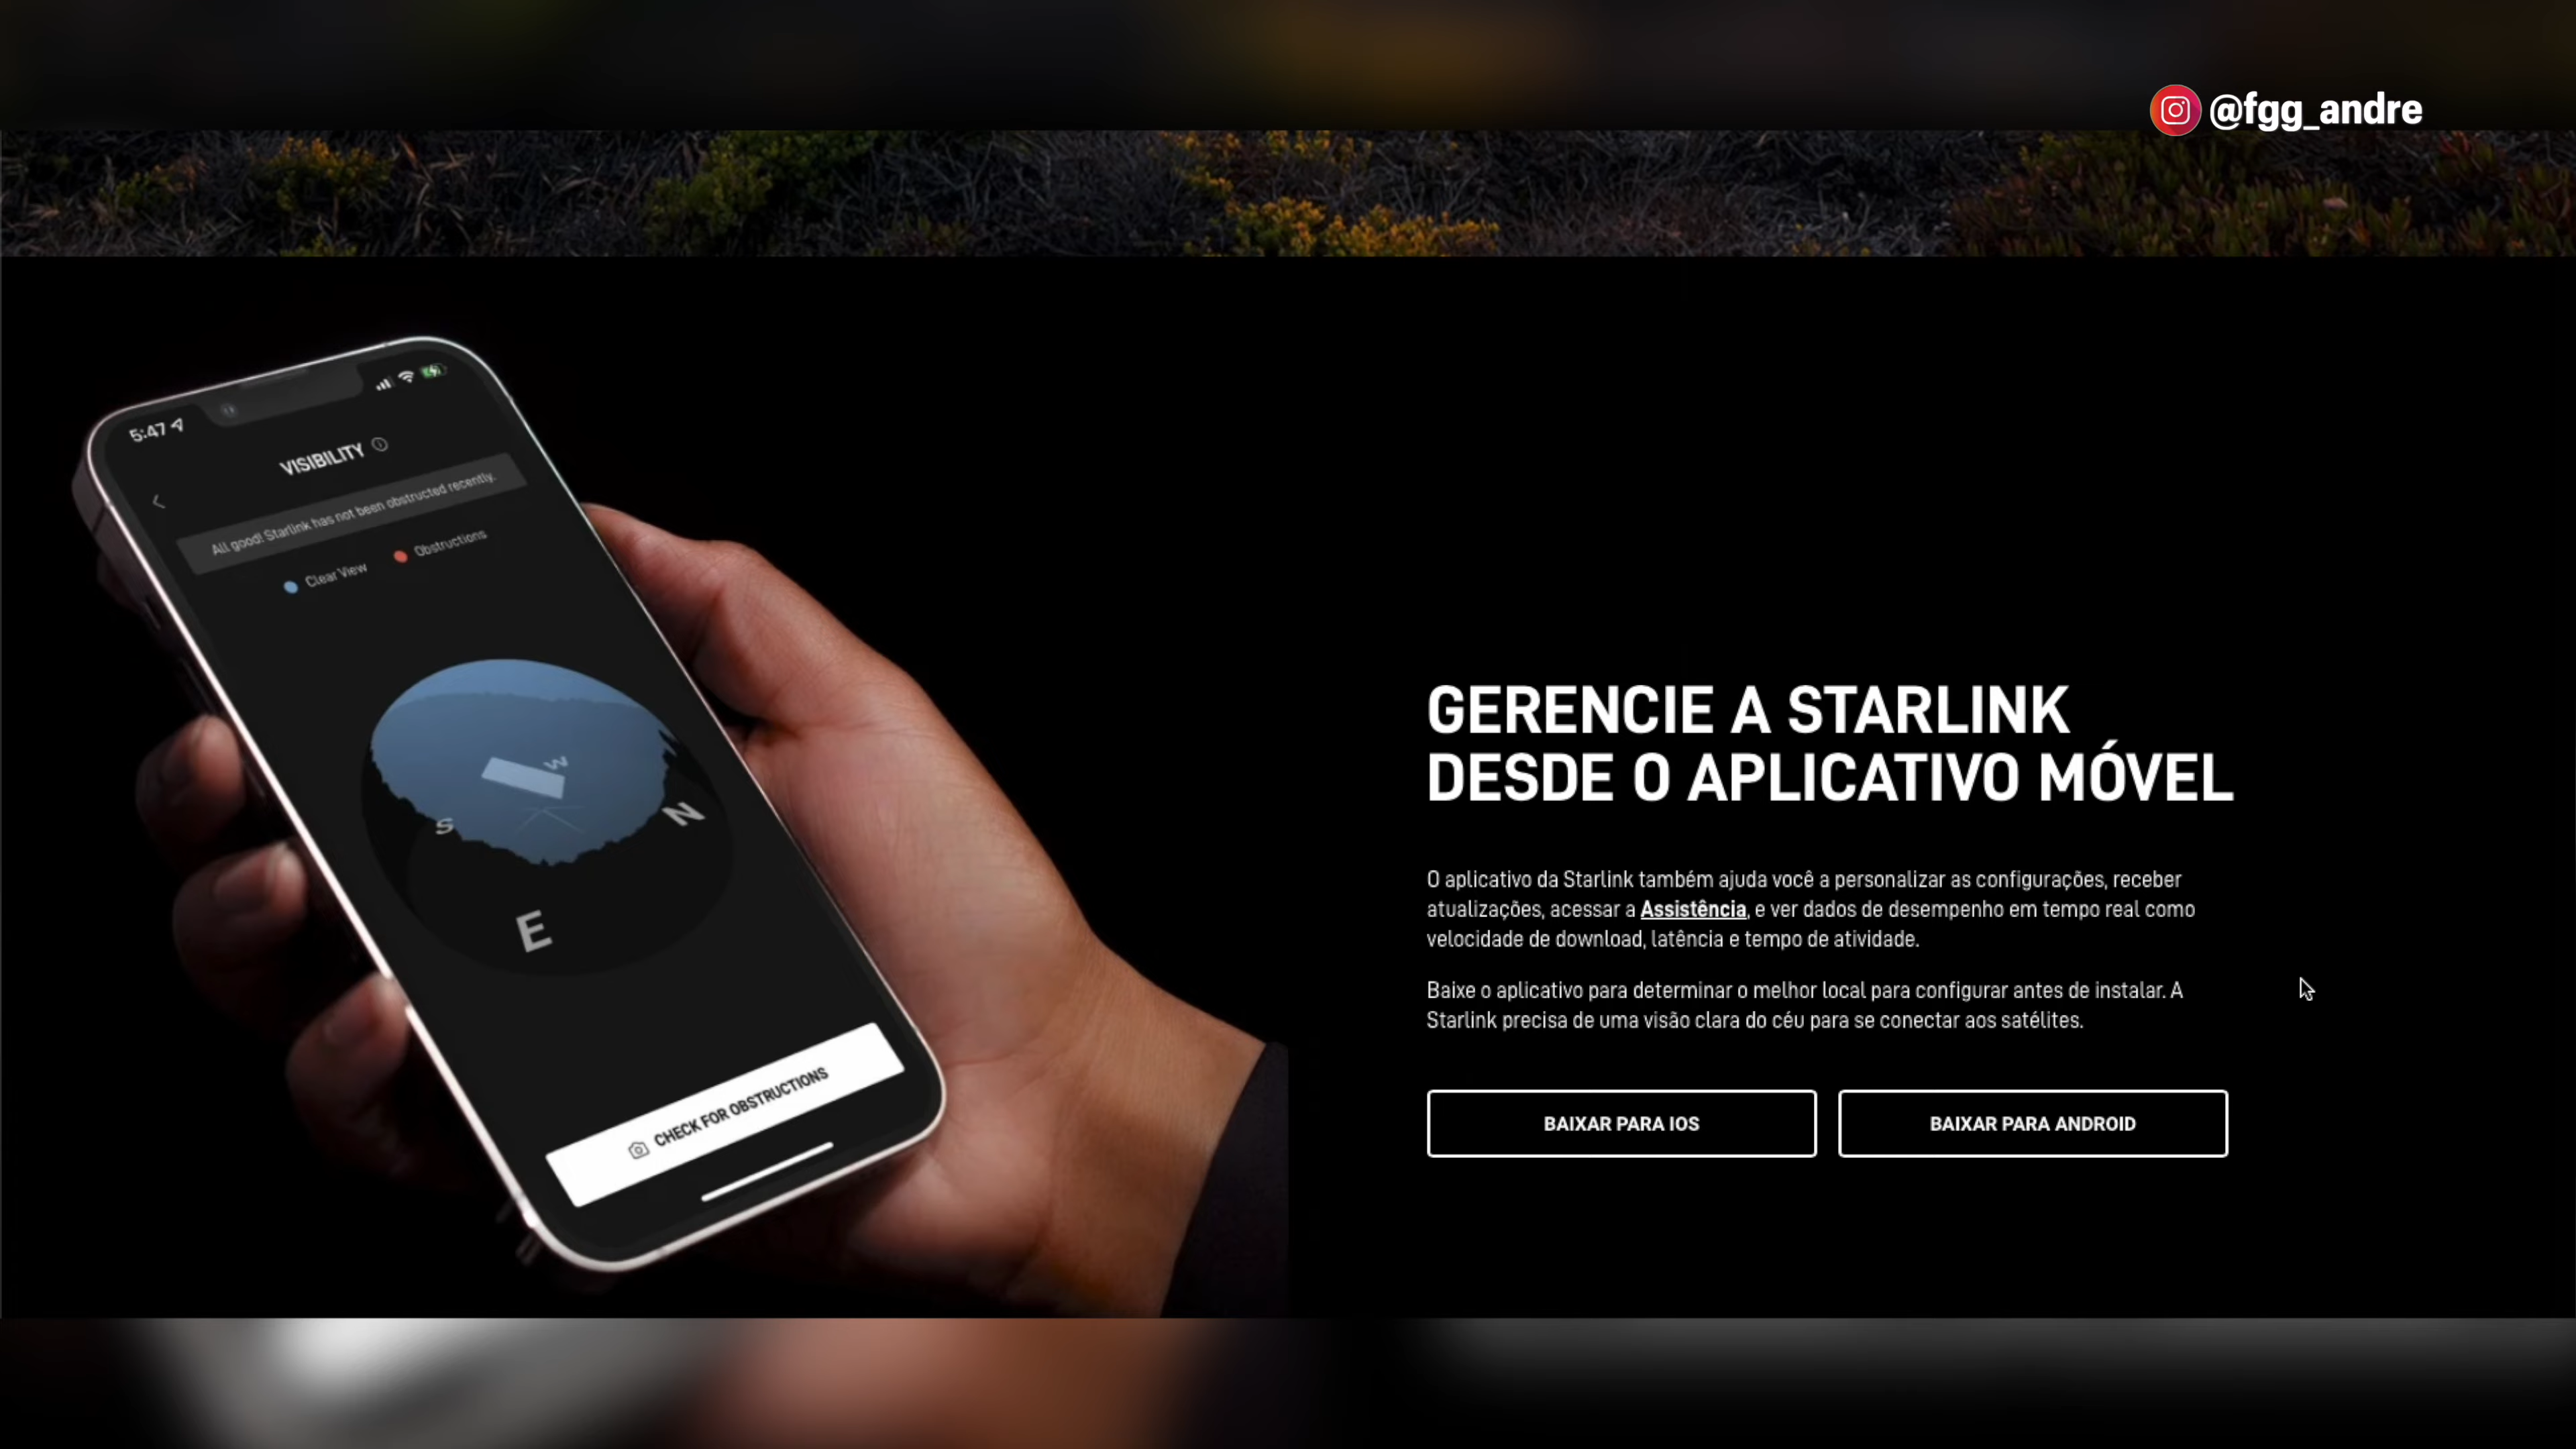 @fgg_andre
5:47
VISIBILITY
All good! Starlink has not been obstructed recently.
Clear View
Obstructions
W
S
N
E
CHECK FOR OBSTRUCTIONS
GERENCIE A STARLINK
DESDE O APLICATIVO MÓVEL
O aplicativo da Starlink também ajuda você a personalizar as configurações, receber
atualizações, acessar a Assistência, e ver dados de desempenho em tempo real como
velocidade de download, latência e tempo de atividade.
Baixe o aplicativo para determinar o melhor local para configurar antes de instalar. A
Starlink precisa de uma visão clara do céu para se conectar aos satélites.
BAIXAR PARA IOS
BAIXAR PARA ANDROID